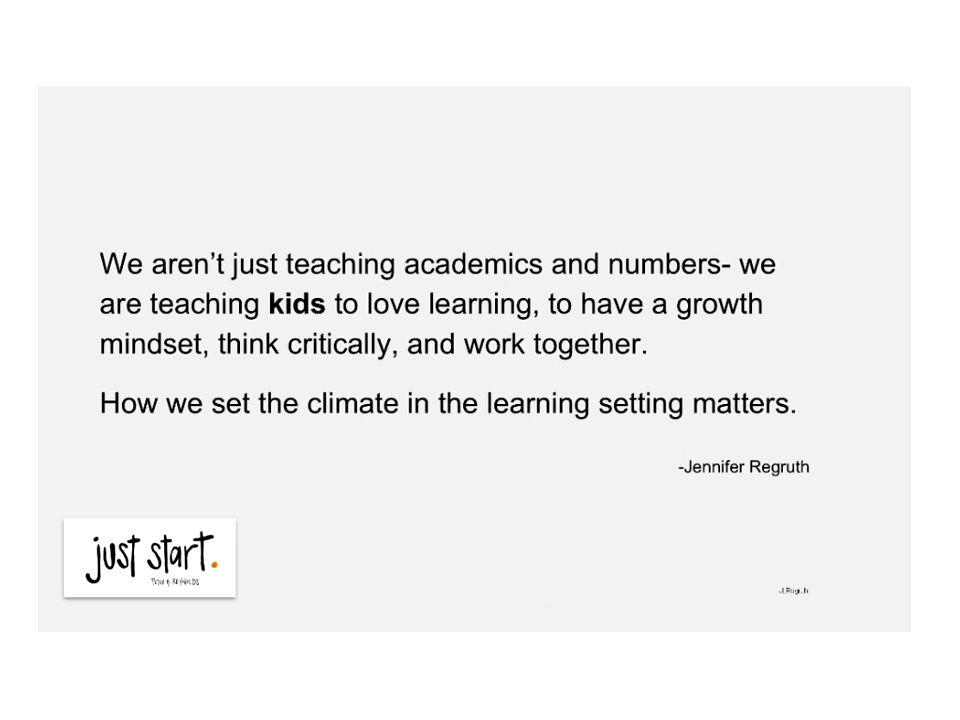 We aren’t just teaching academics and numbers- we
are teaching kids to love learning, to have a growth
mindset, think critically, and work together.
How we set the climate in the learning setting matters.
-Jennifer Regruth
just start.